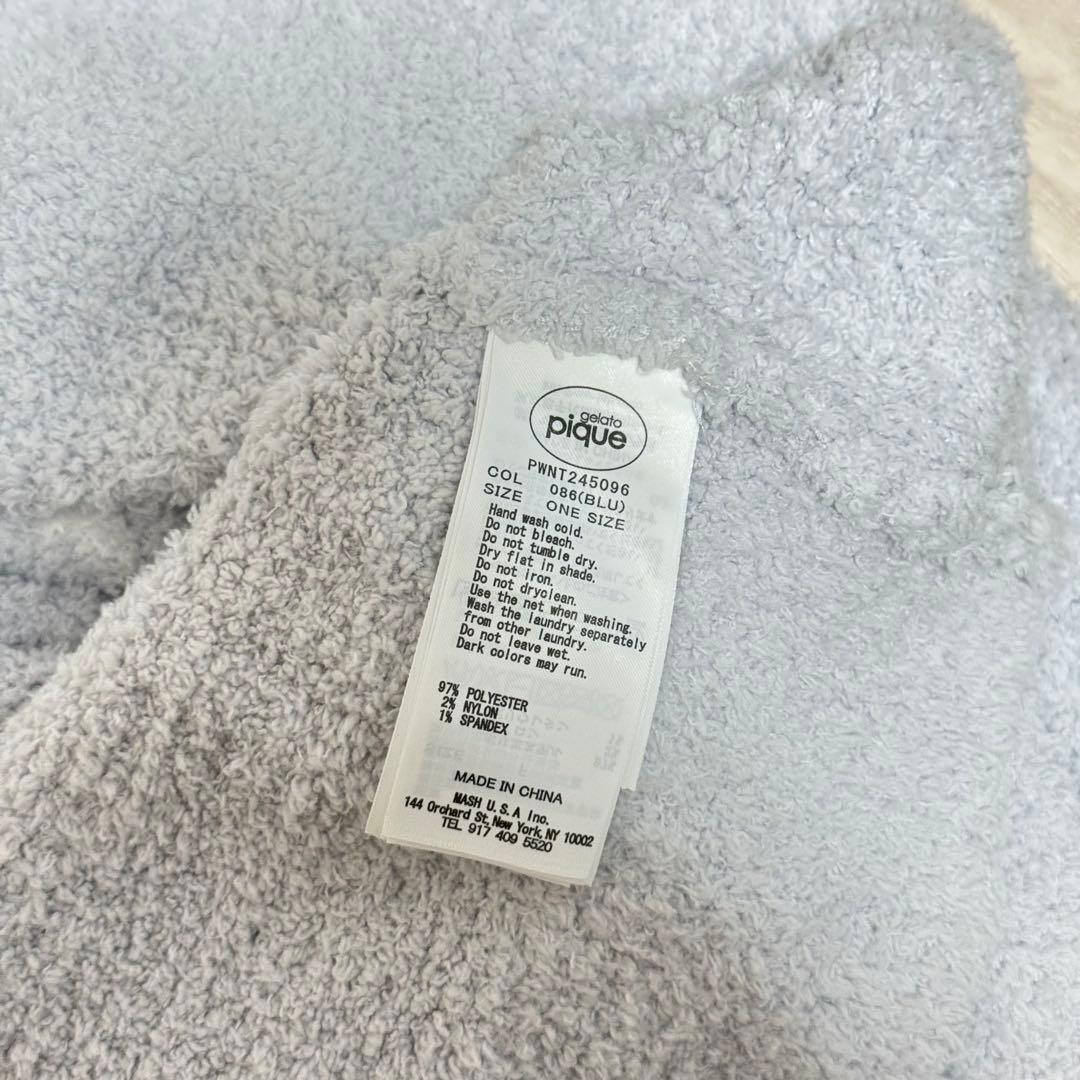 gelato
pique
PWNT245096
COL 086(BLU)
SIZE ONE SIZE
Hand wash cold.
Do not bleach.
Do not tumble dry.
Dry flat in shade.
Do not iron.
Do not dryclean.
Use the net when washing.
Wash the laundry separately
from other laundry.
Do not leave wet.
Dark colors may run.
97% POLYESTER
2% NYLON
1% SPANDEX
MADE IN CHINA
MASH U.S.A Inc.
144 Orchard St, New York, NY 10002
TEL 917 409 5520